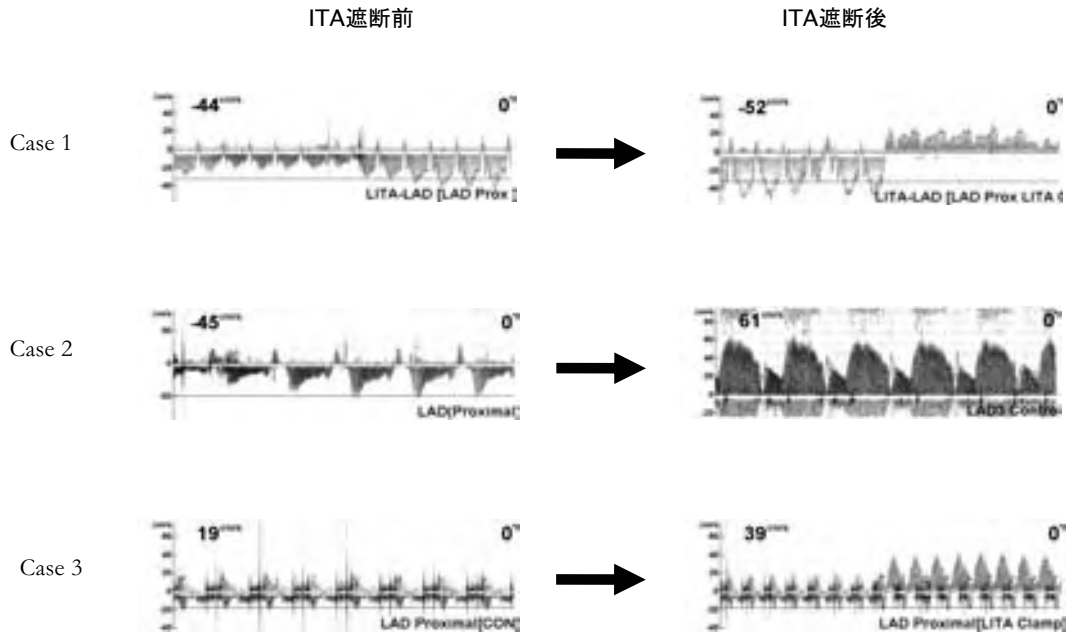 ITA遮断前
ITA遮断後
Case 1
-44
0
LITA-LAD [LAD Prox ]
-52
0
LITA-LAD [LAD Prox LITA C
Case 2
-45
0
LAD(Proximal)
61
0
LAD3 Contro
Case 3
19
0
LAD Proximal[CON]
39
0
LAD Proximal[LITA Clamp]